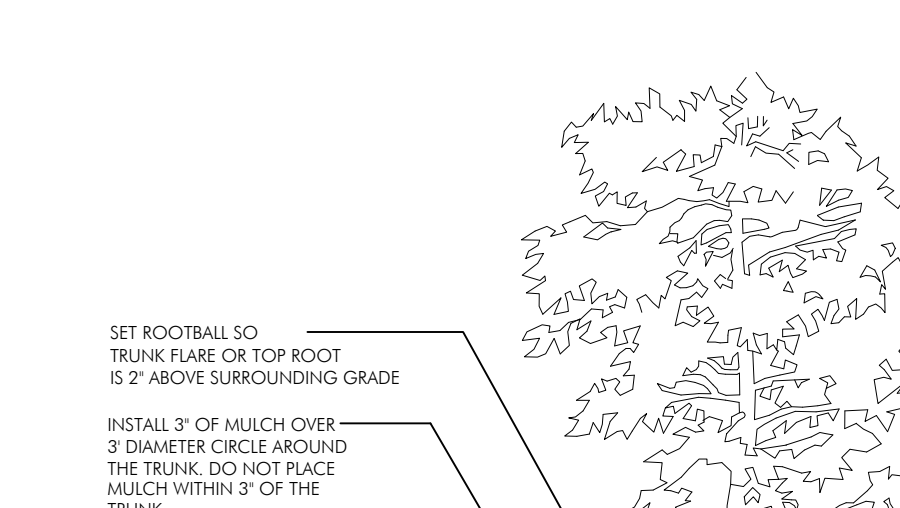 SET ROOTBALL SO
TRUNK FLARE OR TOP ROOT
IS 2" ABOVE SURROUNDING GRADE
INSTALL 3" OF MULCH OVER
3' DIAMETER CIRCLE AROUND
THE TRUNK. DO NOT PLACE
MULCH WITHIN 3" OF THE
TRUNK.